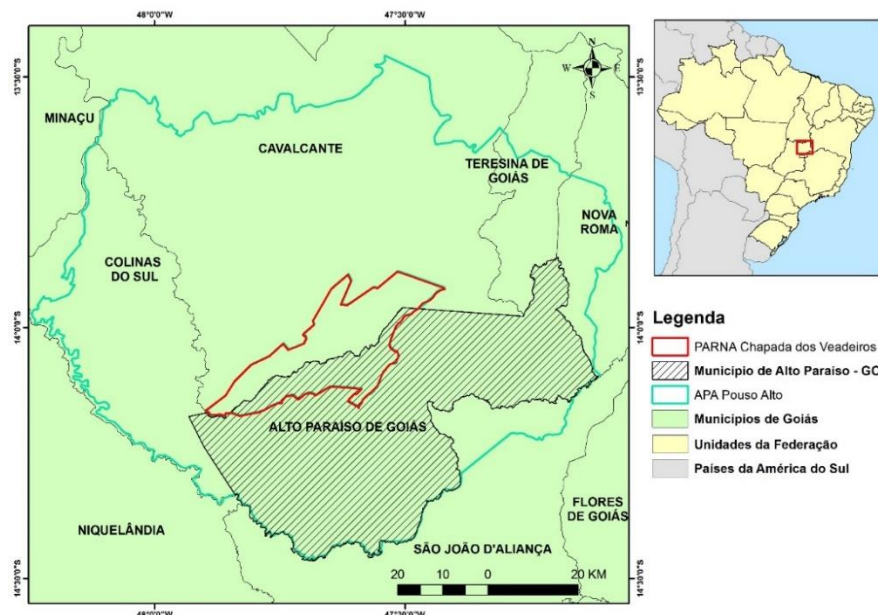 48°0'0"W
47°30'0"W
13°30'0"S
13°30'0"S
N
W
E
S
MINAÇU
CAVALCANTE
TERESINA DE
GOIÁS
NOVA
ROMA
N
COLINAS
DO SUL
14°0'0"S
14°0'0"S
ALTO PARAÍSO DE GOIÁS
FLORES
DE GOIÁS
NIQUELÂNDIA
SÃO JOÃO D'ALIANÇA
20
10
0
20 KM
14°30'0"S
14°30'0"S
48°0'0"W
47°30'0"W
Legenda
PARNA Chapada dos Veadeiros
Município de Alto Paraíso - GO
APA Pouso Alto
Municípios de Goiás
Unidades da Federação
Países da América do Sul